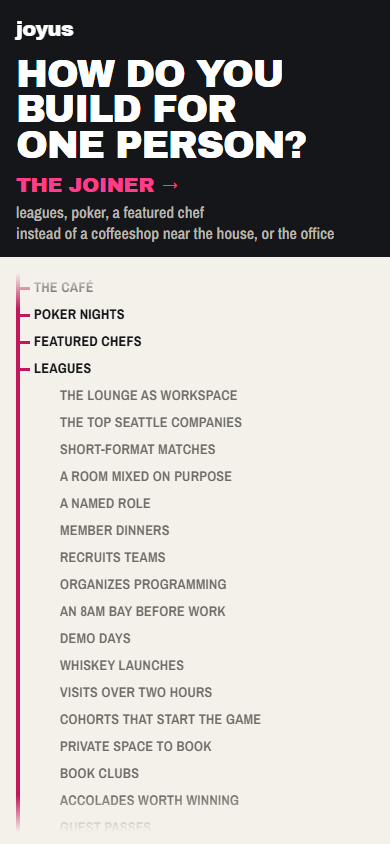 joyus
HOW DO YOU
BUILD FOR
ONE PERSON?
THE JOINER →
leagues, poker, a featured chef
instead of a coffeeshop near the house, or the office
THE CAFÉ
POKER NIGHTS
FEATURED CHEFS
LEAGUES
THE LOUNGE AS WORKSPACE
THE TOP SEATTLE COMPANIES
SHORT-FORMAT MATCHES
A ROOM MIXED ON PURPOSE
A NAMED ROLE
MEMBER DINNERS
RECRUITS TEAMS
ORGANIZES PROGRAMMING
AN 8AM BAY BEFORE WORK
DEMO DAYS
WHISKEY LAUNCHES
VISITS OVER TWO HOURS
COHORTS THAT START THE GAME
PRIVATE SPACE TO BOOK
BOOK CLUBS
ACCOLADES WORTH WINNING
GUEST PASSES